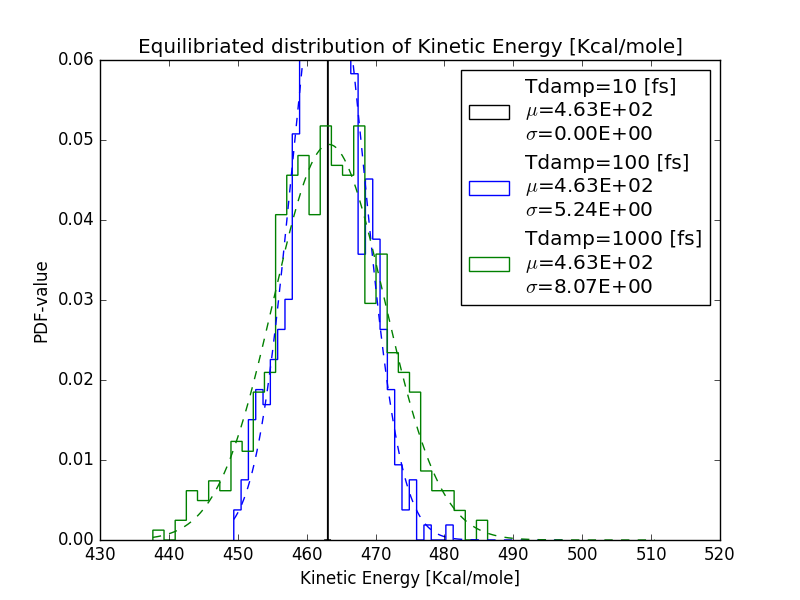 Equilibriated distribution of Kinetic Energy [Kcal/mole]
0.06
0.05
0.04
0.03
0.02
0.01
0.00
PDF-value
Tdamp=10 [fs]
μ=4.63E+02
σ=0.00E+00
Tdamp=100 [fs]
μ=4.63E+02
σ=5.24E+00
Tdamp=1000 [fs]
μ=4.63E+02
σ=8.07E+00
430 440 450 460 470 480 490 500 510 520
Kinetic Energy [Kcal/mole]